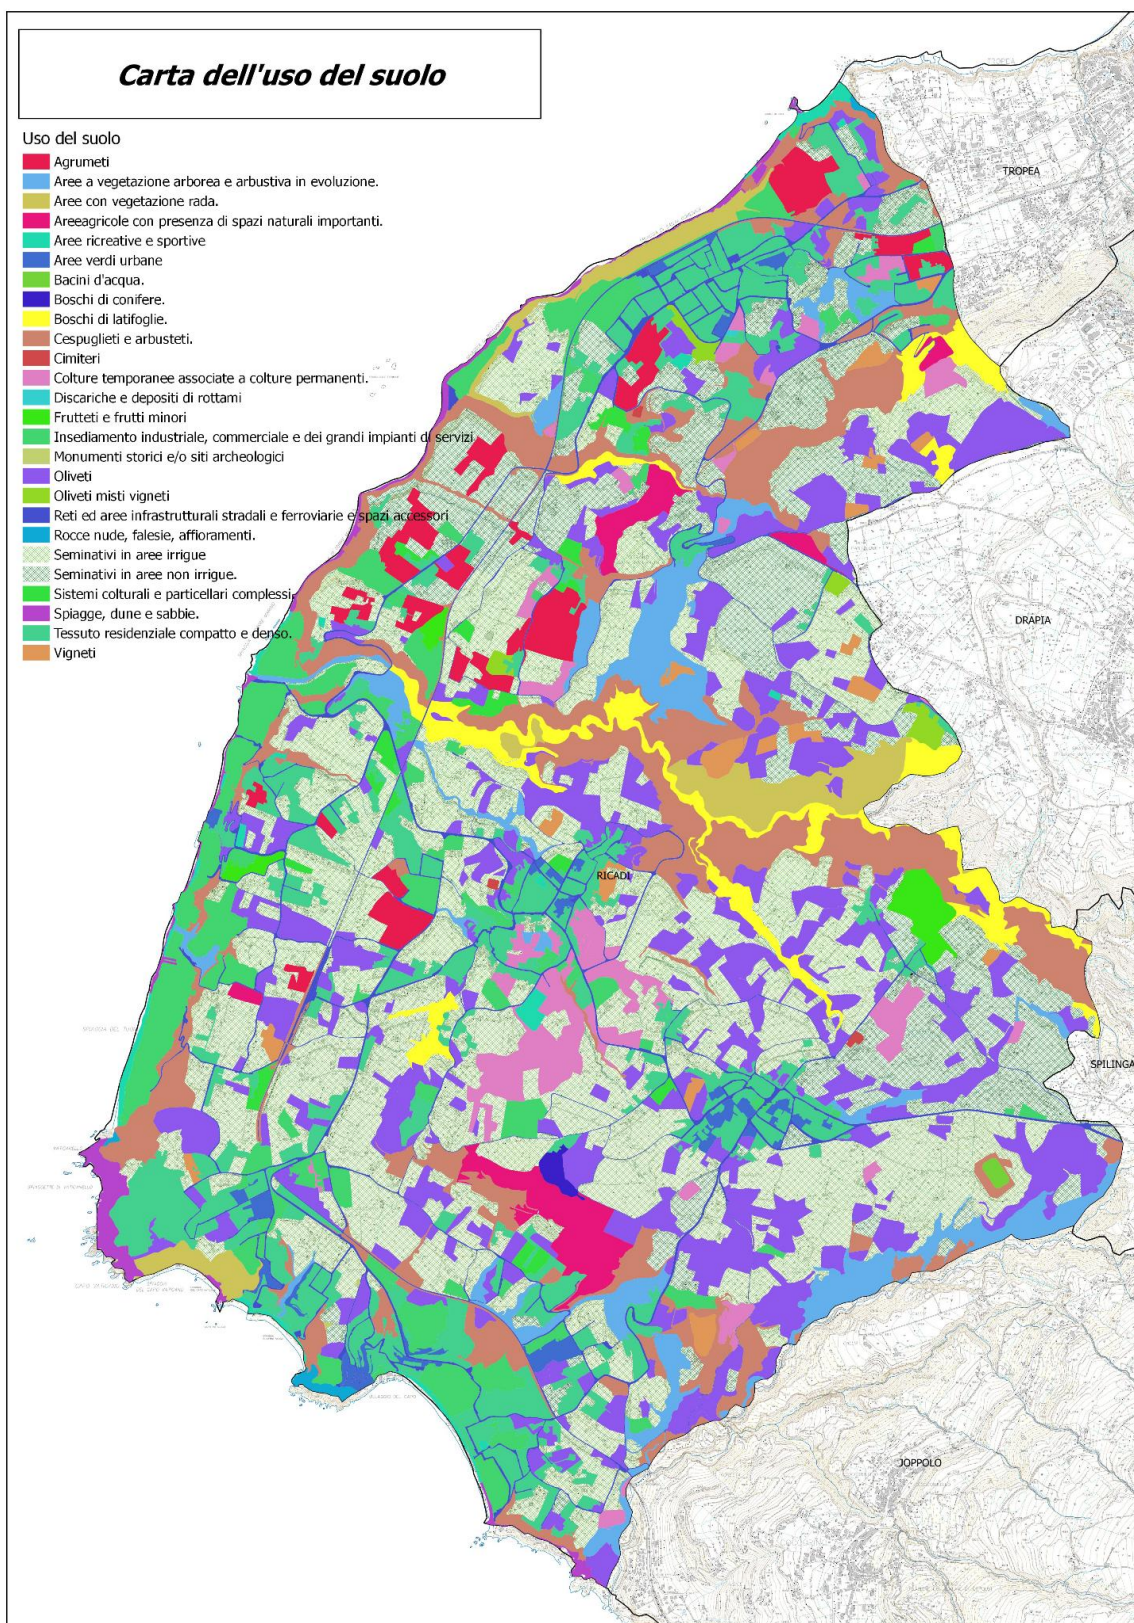 Carta dell'uso del suolo
Uso del suolo
Agrumeti
Aree a vegetazione arborea e arbustiva in evoluzione.
Aree con vegetazione rada.
Areeagricole con presenza di spazi naturali importanti.
Aree ricreative e sportive
Aree verdi urbane
Bacini d'acqua.
Boschi di conifere.
Boschi di latifoglie.
Cespuglieti e arbusteti.
Cimiteri
Colture temporanee associate a colture permanenti.
Discariche e depositi di rottami
Frutteti e frutti minori
Insediamento industriale, commerciale e dei grandi impianti di servizi
Monumenti storici e/o siti archeologici
Oliveti
Oliveti misti vigneti
Reti ed aree infrastrutturali stradali e ferroviarie e spazi accessori
Rocce nude, falesie, affioramenti.
Seminativi in aree irrigue
Seminativi in aree non irrigue.
Sistemi colturali e particellari complessi
Spiagge, dune e sabbie.
Tessuto residenziale compatto e denso.
Vigneti
TROPEA
TROPEA
DRAPIA
RICADI
SPILINGA
JOPPOLO